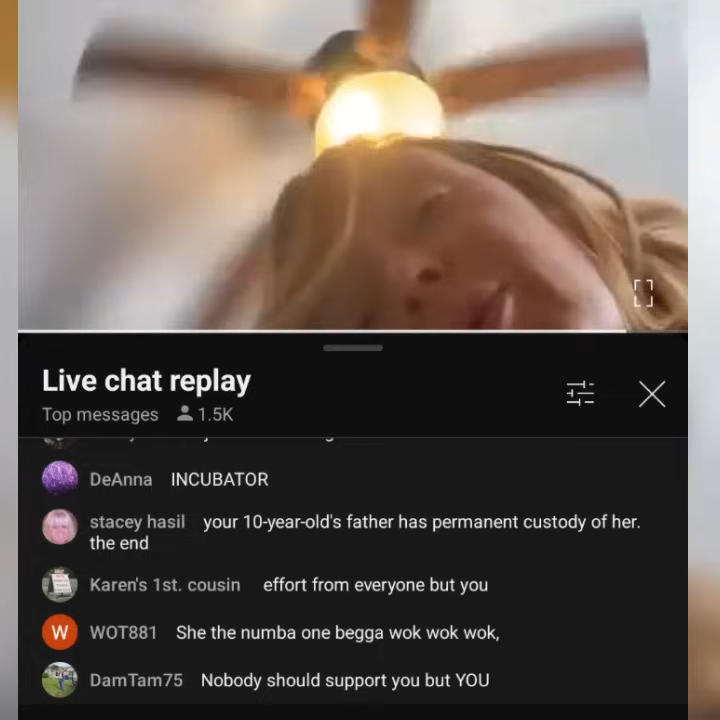 Live chat replay
Top messages 1.5K
DeAnna INCUBATOR
stacey hasil your 10-year-old's father has permanent custody of her.
the end
Karen's 1st. cousin effort from everyone but you
W WOT881 She the numba one begga wok wok wok,
DamTam75 Nobody should support you but YOU